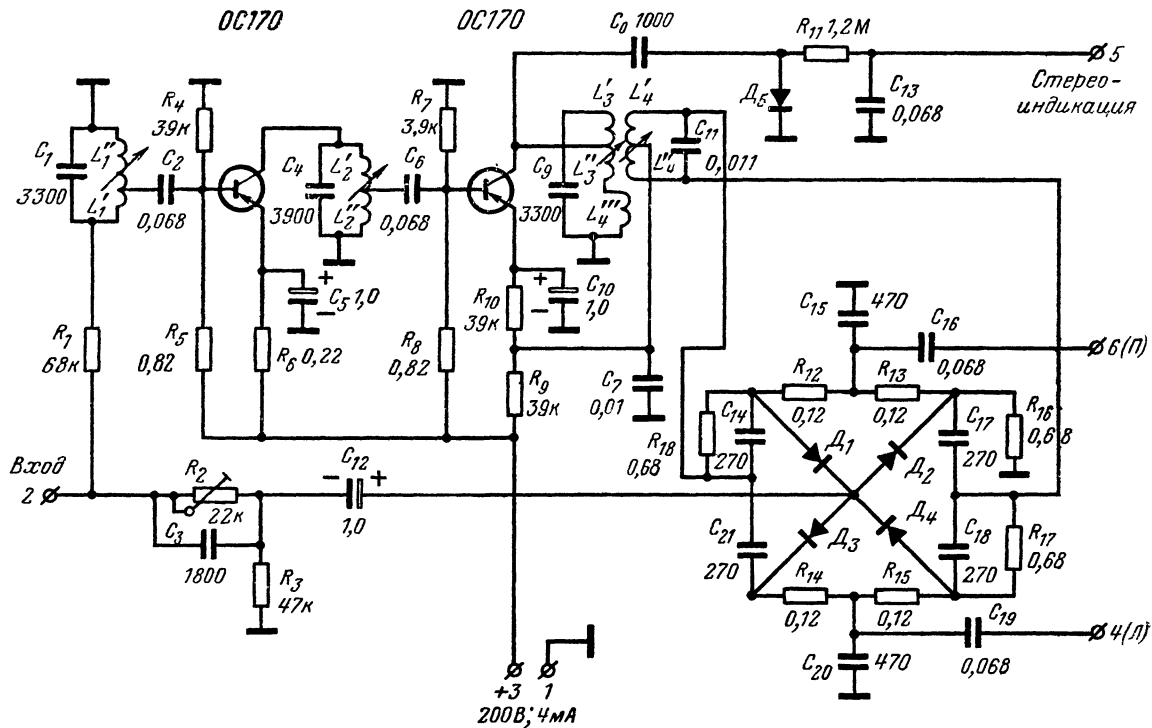 ОС170
ОС170
C₀ 1000
R₁₁ 1,2М
5
Стерео-
индикация
Д₅
C₁₃
0,068
R₄
39к
R₇
3,9к
L₃′
L₄′
C₁
3300
L₁″
L₁′
C₂
0,068
C₄
3900
L₂′
L₂″
C₆
0,068
C₉
3300
L₃″
L₄‴
L₄″
C₁₁
0,011
+
C₅ 1,0
−
+
C₁₀
1,0
−
R₁₀
39к
R₁
68к
R₅
0,82
R₆ 0,22
R₈
0,82
R₉
39к
C₇
0,01
C₁₅
470
C₁₆
0,068
6(П)
R₁₂
0,12
R₁₃
0,12
C₁₄
270
R₁₈
0,68
C₁₇
270
R₁₆
0,68
Д₁
Д₂
Вход
2
R₂
22к
C₃
1800
− C₁₂ +
1,0
R₃
47к
C₂₁
270
Д₃
Д₄
C₁₈
270
R₁₇
0,68
R₁₄
0,12
R₁₅
0,12
C₁₉
0,068
4(Л)
C₂₀
470
+3
1
200В; 4мА